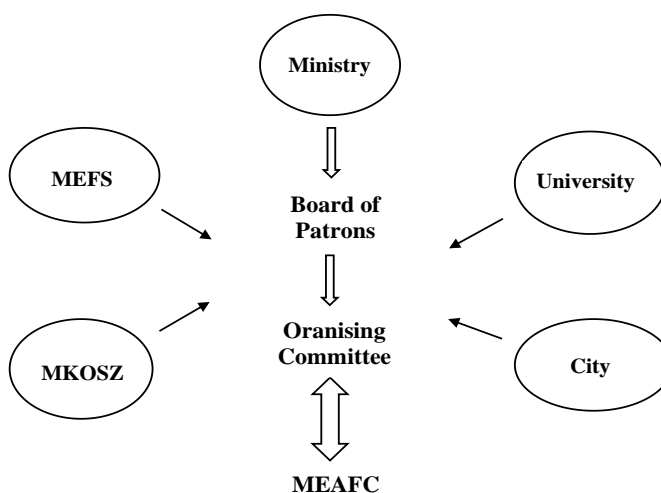 Ministry
MEFS
University
Board of
Patrons
Oranising
Committee
MKOSZ
City
MEAFC